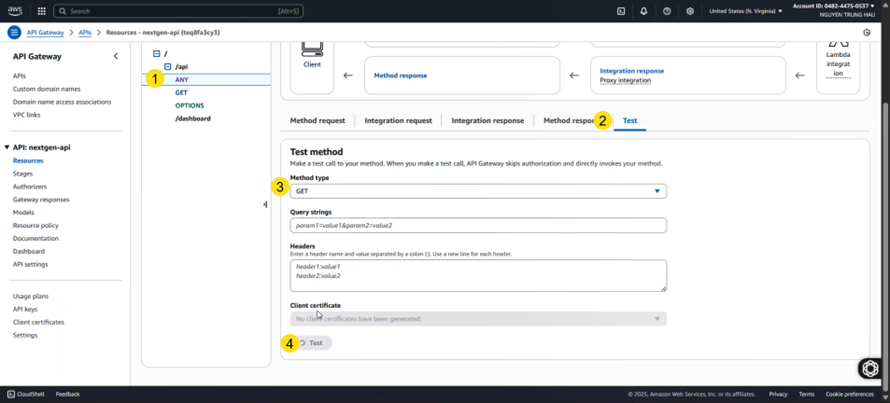 aws
Search
[Alt+S]
United States (N. Virginia)
Account ID: 0482-4475-0537
NGUYEN TRUNG HAU
API Gateway
APIs
Resources - nextgen-api (teq8fa3cy3)
API Gateway
APIs
Custom domain names
Domain name access associations
VPC links
API: nextgen-api
Resources
Stages
Authorizers
Gateway responses
Models
Resource policy
Documentation
Dashboard
API settings
Usage plans
API keys
Client certificates
Settings
/
/api
1
ANY
GET
OPTIONS
/dashboard
Client
Method response
Integration response
Proxy integration
Lambda
integrat
ion
Method request
Integration request
Integration response
Method respon
2
Test
Test method
Make a test call to your method. When you make a test call, API Gateway skips authorization and directly invokes your method.
Method type
3
GET
Query strings
param1=value1&param2=value2
Headers
Enter a header name and value separated by a colon (:). Use a new line for each header.
header1:value1
header2:value2
Client certificate
No client certificates have been generated.
4
Test
CloudShell
Feedback
© 2025, Amazon Web Services, Inc. or its affiliates.
Privacy
Terms
Cookie preferences